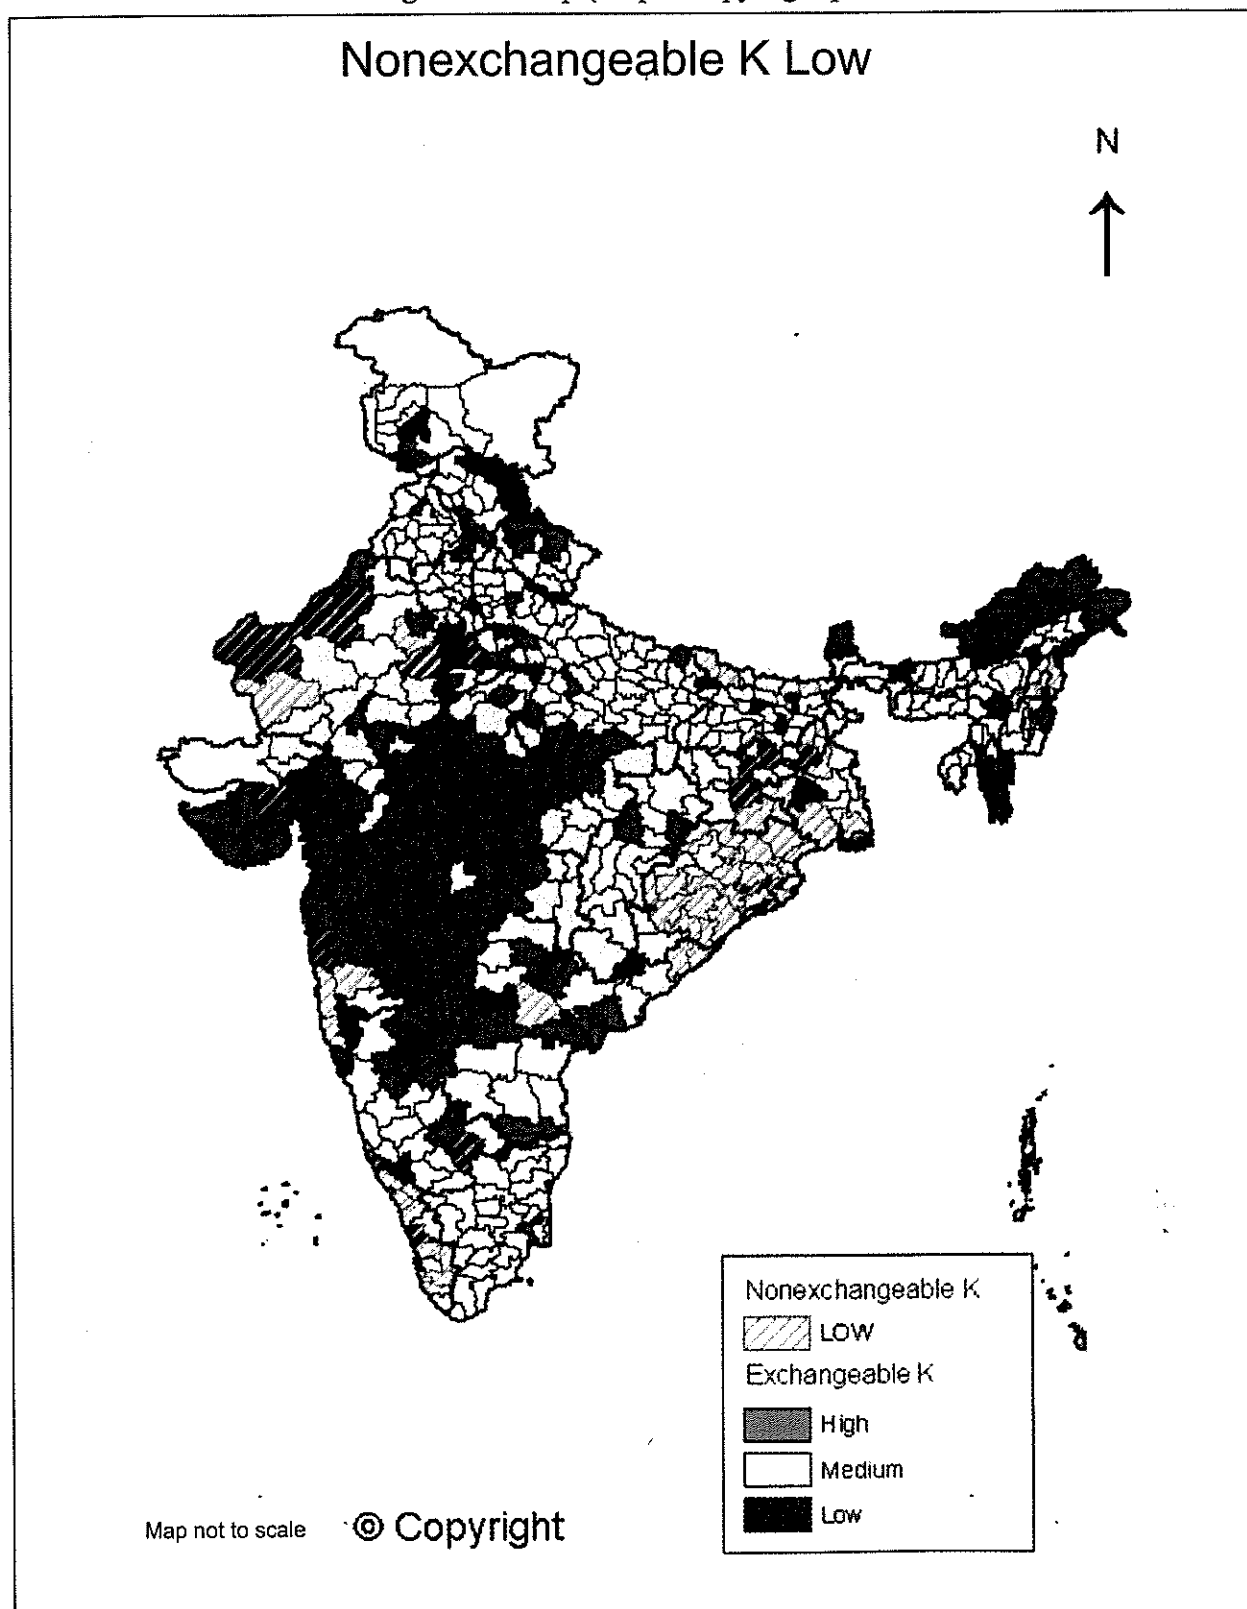 Nonexchangeable K Low
N
Nonexchangeable K
LOW
Exchangeable K
High
Medium
Low
Map not to scale
© Copyright